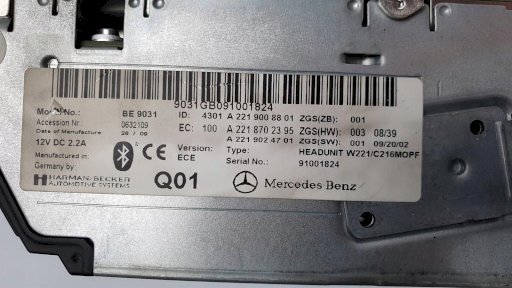 9031GB091001824
Model No.: BE 9031 ID: 4301 A 221 900 88 01 ZGS(ZB): 001
Accession Nr.: 0632109 EC: 100 A 221 870 23 95 ZGS(HW): 003 08/39
Date of Manufacture 28 / 09 A 221 902 47 01 ZGS(SW): 001 09/20/02
12V DC 2.2A Version: Type: HEADUNIT W221/C216MOPF
Manufactured in ECE Serial No.: 91001824
Germany by:
HARMAN-BECKER Q01 Mercedes-Benz
AUTOMOTIVE SYSTEMS
CE